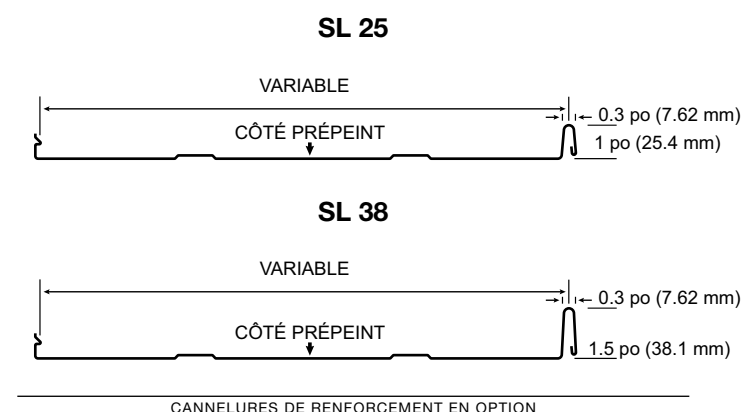 SL 25
VARIABLE
0.3 po (7.62 mm)
CÔTÉ PRÉPEINT
1 po (25.4 mm)
SL 38
VARIABLE
0.3 po (7.62 mm)
CÔTÉ PRÉPEINT
1.5 po (38.1 mm)
CANNELURES DE RENFORCEMENT EN OPTION